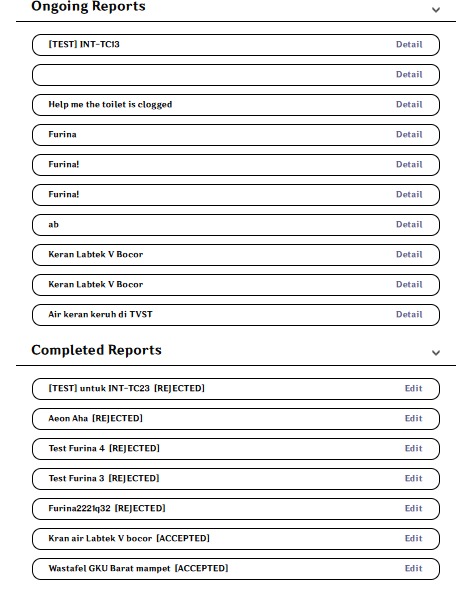 Ongoing Reports
[TEST] INT-TC13 Detail
Detail
Help me the toilet is clogged Detail
Furina Detail
Furina! Detail
Furina! Detail
ab Detail
Keran Labtek V Bocor Detail
Keran Labtek V Bocor Detail
Air keran keruh di TVST Detail
Completed Reports
[TEST] untuk INT-TC23 [REJECTED] Edit
Aeon Aha [REJECTED] Edit
Test Furina 4 [REJECTED] Edit
Test Furina 3 [REJECTED] Edit
Furina2221q32 [REJECTED] Edit
Kran air Labtek V bocor [ACCEPTED] Edit
Wastafel GKU Barat mampet [ACCEPTED] Edit